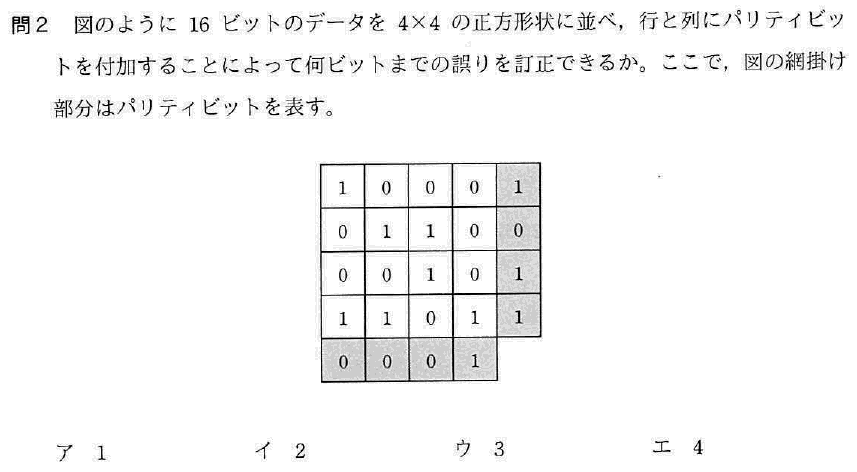 問2 図のように 16 ビットのデータを 4×4 の正方形状に並べ，行と列にパリティビッ
トを付加することによって何ビットまでの誤りを訂正できるか。ここで，図の網掛け
部分はパリティビットを表す。
1 0 0 0 1
0 1 1 0 0
0 0 1 0 1
1 1 0 1 1
0 0 0 1
ア 1 イ 2 ウ 3 エ 4